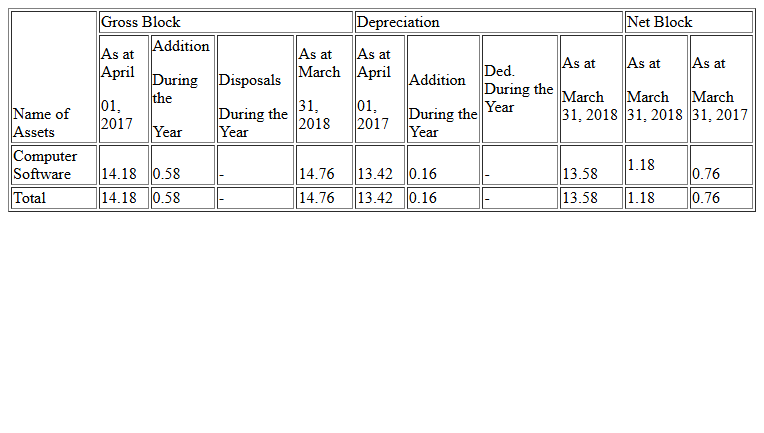 Gross Block Depreciation Net Block
Name of
Assets
As at
April
01,
2017
Addition
During
the
Year
Disposals
During the
Year
As at
March
31,
2018
As at
April
01,
2017
Addition
During the
Year
Ded.
During the
Year
As at
March
31, 2018
As at
March
31, 2018
As at
March
31, 2017
Computer
Software 14.18 0.58 - 14.76 13.42 0.16 - 13.58 1.18 0.76
Total 14.18 0.58 - 14.76 13.42 0.16 - 13.58 1.18 0.76